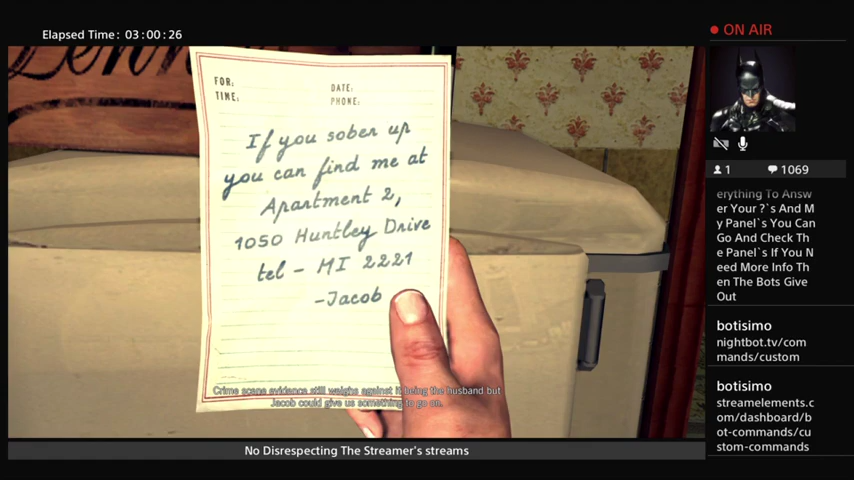 Elapsed Time: 03:00:26
ON AIR
FOR:
TIME:
DATE:
PHONE:
If you sober up
you can find me at
Apartment 2,
1050 Huntley Drive
tel - MI 2221
-Jacob
Crime scene evidence still weighs against it being the husband but
Jacob could give us something to go on.
No Disrespecting The Streamer's streams
1
1069
erything To Answ
er Your ?`s And M
y Panel`s You Can
Go And Check Th
e Panel`s If You N
eed More Info Th
en The Bots Give
Out
botisimo
nightbot.tv/com
mands/custom
botisimo
streamelements.c
om/dashboard/b
ot-commands/cu
stom-commands